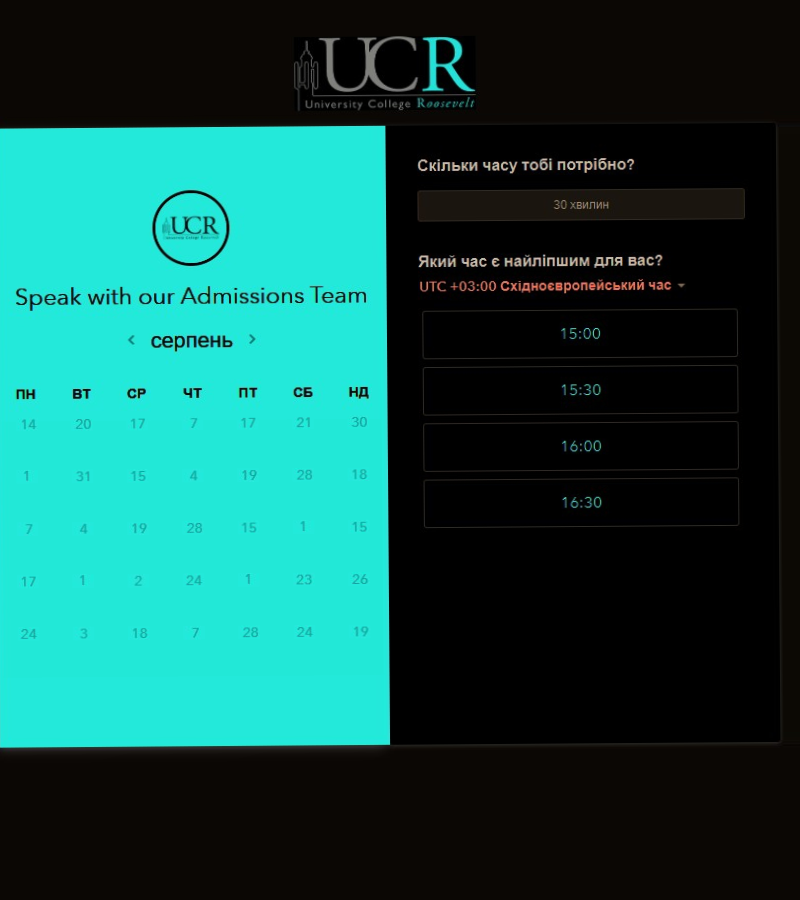 UCR
University College Roosevelt
UCR
Speak with our Admissions Team
серпень
ПН ВТ СР ЧТ ПТ СБ НД
14 20 17 7 17 21 30
1 31 15 4 19 28 18
7 4 19 28 15 1 15
17 1 2 24 1 23 26
24 3 18 7 28 24 19
Скільки часу тобі потрібно?
30 хвилин
Який час є найліпшим для вас?
UTC +03:00 Східноєвропейський час
15:00
15:30
16:00
16:30